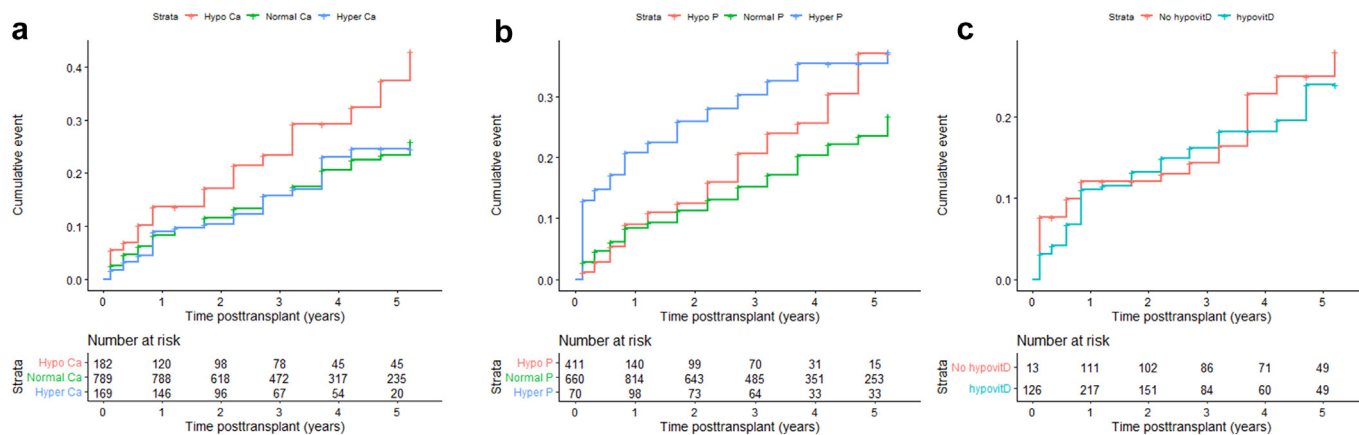 a
Strata Hypo Ca Normal Ca Hyper Ca
Cumulative event
0.4
0.3
0.2
0.1
0.0
0 1 2 3 4 5
Time posttransplant (years)
Number at risk
Strata
Hypo Ca 182 120 98 78 45 45
Normal Ca 789 788 618 472 317 235
Hyper Ca 169 146 96 67 54 20
0 1 2 3 4 5
Time posttransplant (years)
b
Strata Hypo P Normal P Hyper P
Cumulative event
0.3
0.2
0.1
0.0
0 1 2 3 4 5
Time posttransplant (years)
Number at risk
Strata
Hypo P 411 140 99 70 31 15
Normal P 660 814 643 485 351 253
Hyper P 70 98 73 64 33 33
0 1 2 3 4 5
Time posttransplant (years)
c
Strata No hypovitD hypovitD
Cumulative event
0.2
0.1
0.0
0 1 2 3 4 5
Time posttransplant (years)
Number at risk
Strata
No hypovitD 13 111 102 86 71 49
hypovitD 126 217 151 84 60 49
0 1 2 3 4 5
Time posttransplant (years)